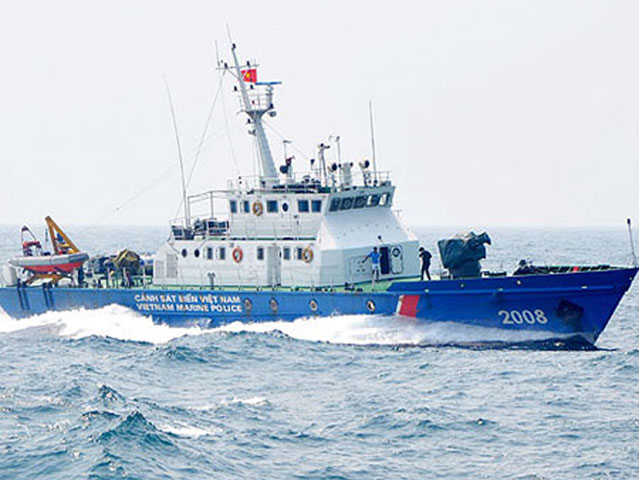 CẢNH SÁT BIỂN VIỆT NAM
VIETNAM MARINE POLICE
2008